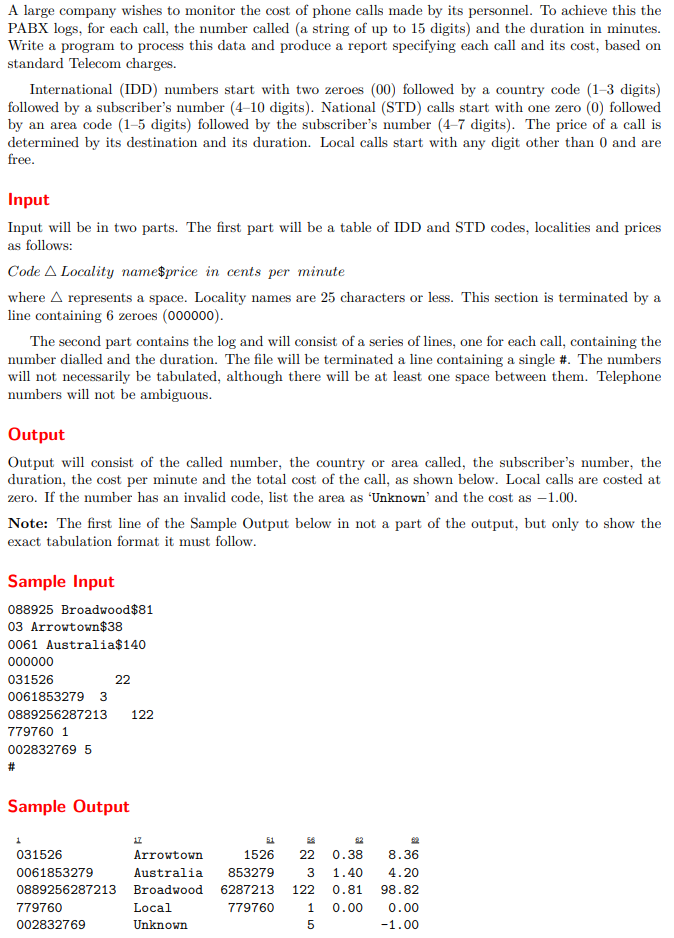 A large company wishes to monitor the cost of phone calls made by its personnel. To achieve this the
PABX logs, for each call, the number called (a string of up to 15 digits) and the duration in minutes.
Write a program to process this data and produce a report specifying each call and its cost, based on
standard Telecom charges.
International (IDD) numbers start with two zeroes (00) followed by a country code (1–3 digits)
followed by a subscriber's number (4–10 digits). National (STD) calls start with one zero (0) followed
by an area code (1–5 digits) followed by the subscriber's number (4–7 digits). The price of a call is
determined by its destination and its duration. Local calls start with any digit other than 0 and are
free.
Input
Input will be in two parts. The first part will be a table of IDD and STD codes, localities and prices
as follows:
Code △ Locality name$price in cents per minute
where △ represents a space. Locality names are 25 characters or less. This section is terminated by a
line containing 6 zeroes (000000).
The second part contains the log and will consist of a series of lines, one for each call, containing the
number dialled and the duration. The file will be terminated a line containing a single #. The numbers
will not necessarily be tabulated, although there will be at least one space between them. Telephone
numbers will not be ambiguous.
Output
Output will consist of the called number, the country or area called, the subscriber's number, the
duration, the cost per minute and the total cost of the call, as shown below. Local calls are costed at
zero. If the number has an invalid code, list the area as 'Unknown' and the cost as −1.00.
Note: The first line of the Sample Output below in not a part of the output, but only to show the
exact tabulation format it must follow.
Sample Input
088925 Broadwood$81
03 Arrowtown$38
0061 Australia$140
000000
031526 22
0061853279 3
0889256287213 122
779760 1
002832769 5
#
Sample Output
1 17 51 56 62 69
031526 Arrowtown 1526 22 0.38 8.36
0061853279 Australia 853279 3 1.40 4.20
0889256287213 Broadwood 6287213 122 0.81 98.82
779760 Local 779760 1 0.00 0.00
002832769 Unknown 5 -1.00